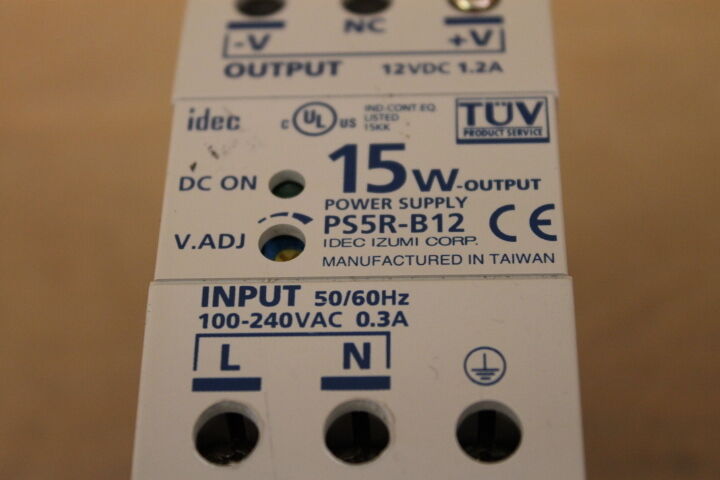 -V NC +V
OUTPUT 12VDC 1.2A
idec
c UL US
IND.CONT.EQ.
LISTED
15KK
TÜV
PRODUCT SERVICE
DC ON
15W-OUTPUT
POWER SUPPLY
PS5R-B12
CE
V.ADJ
IDEC IZUMI CORP.
MANUFACTURED IN TAIWAN
INPUT 50/60Hz
100-240VAC 0.3A
L N